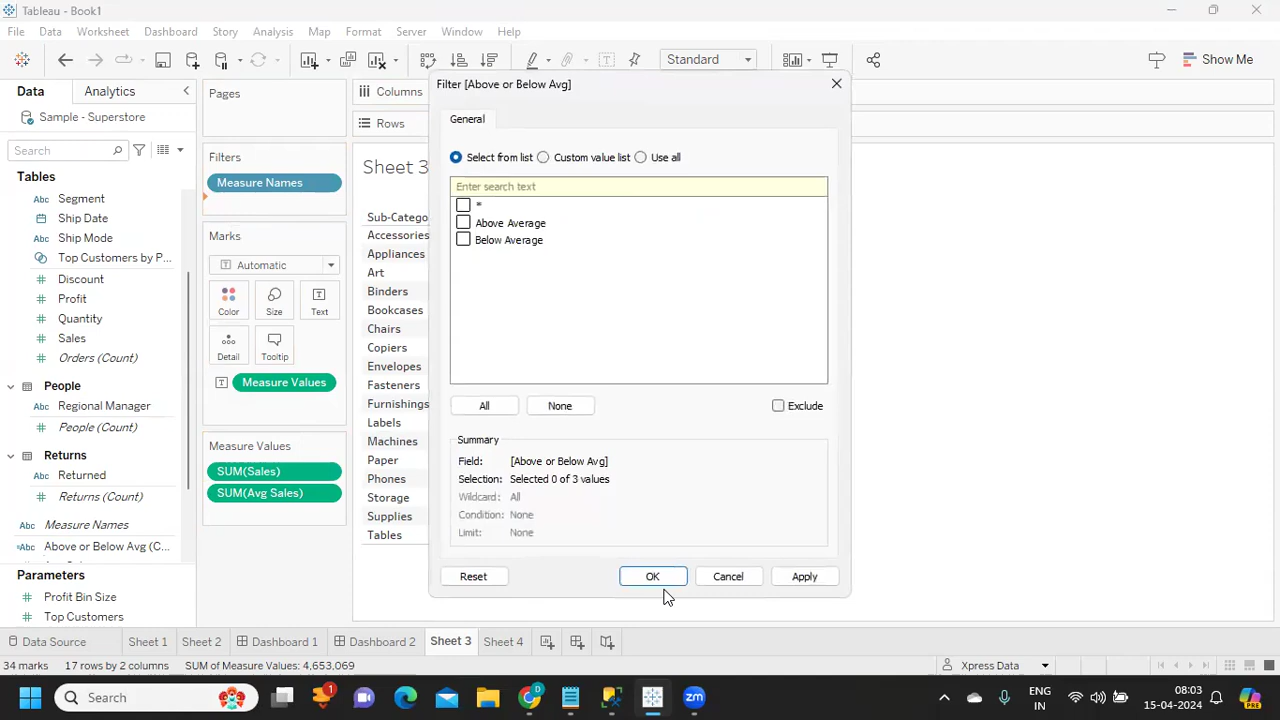 Tableau - Book1
File Data Worksheet Dashboard Story Analysis Map Format Server Window Help
Standard
Show Me
Data Analytics
Sample - Superstore
Search
Tables
Segment
Ship Date
Ship Mode
Top Customers by P...
Discount
Profit
Quantity
Sales
Orders (Count)
People
Regional Manager
People (Count)
Returns
Returned
Returns (Count)
Measure Names
Above or Below Avg (C...
Parameters
Profit Bin Size
Top Customers
Pages
Filters
Measure Names
Marks
Automatic
Color Size Text
Detail Tooltip
Measure Values
Measure Values
SUM(Sales)
SUM(Avg Sales)
Columns
Rows
Sheet 3
Sub-Catego
Accessories
Appliances
Art
Binders
Bookcases
Chairs
Copiers
Envelopes
Fasteners
Furnishings
Labels
Machines
Paper
Phones
Storage
Supplies
Tables
Filter [Above or Below Avg]
General
Select from list Custom value list Use all
Enter search text
*
Above Average
Below Average
All None Exclude
Summary
Field: [Above or Below Avg]
Selection: Selected 0 of 3 values
Wildcard: All
Condition: None
Limit: None
Reset OK Cancel Apply
Data Source Sheet 1 Sheet 2 Dashboard 1 Dashboard 2 Sheet 3 Sheet 4
34 marks 17 rows by 2 columns SUM of Measure Values: 4,653,069 Xpress Data
Search 1 zm ENG IN 08:03 15-04-2024 PRE